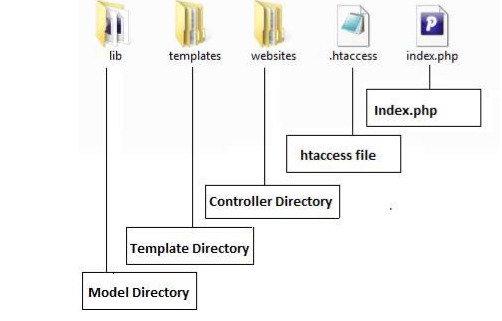 lib
templates
websites
.htaccess
index.php
Index.php
htaccess file
Controller Directory
Template Directory
Model Directory